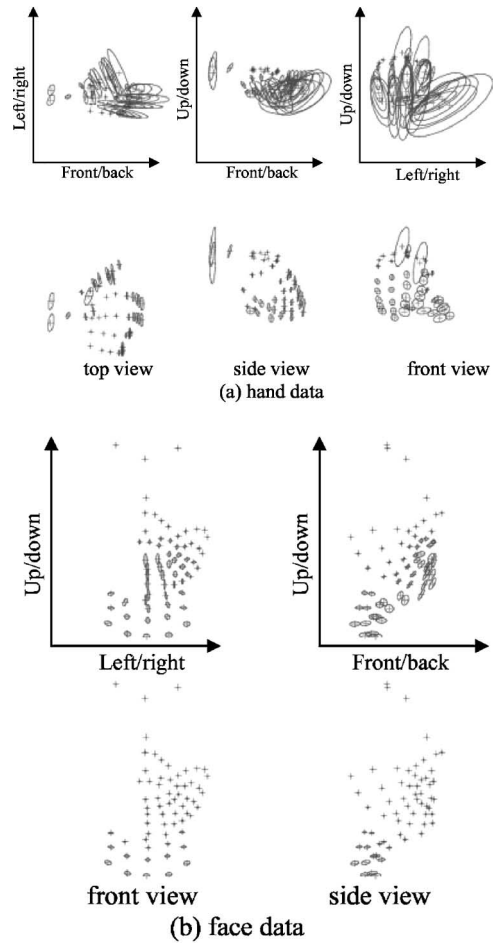 Left/right
Front/back
Up/down
Front/back
Up/down
Left/right
top view
side view
front view
(a) hand data
Up/down
Left/right
Up/down
Front/back
front view
side view
(b) face data